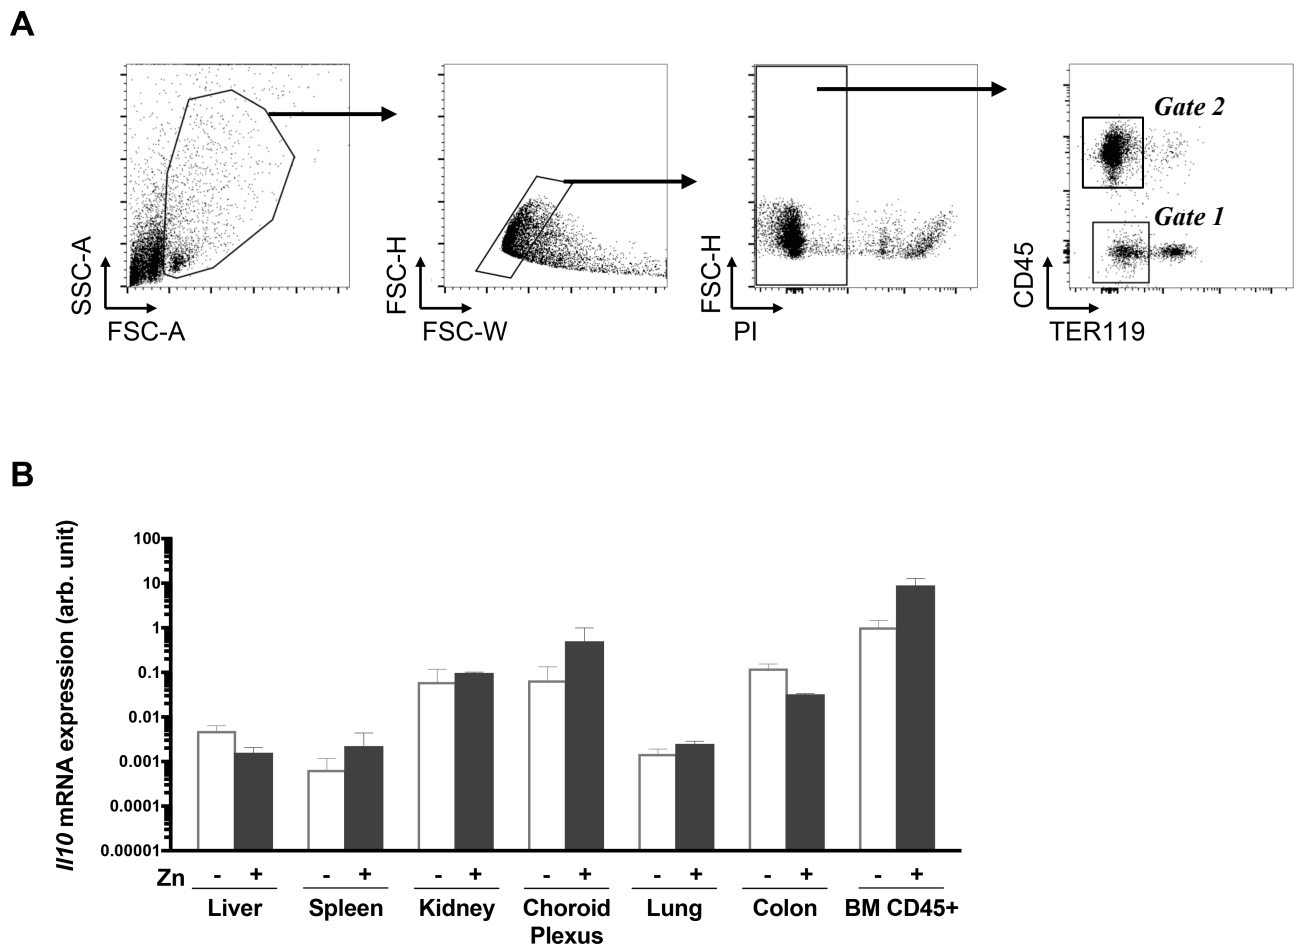 A
SSC-A
FSC-A
FSC-H
FSC-W
FSC-H
PI
CD45
TER119
Gate 2
Gate 1
B
Il10 mRNA expression (arb. unit)
100
10
1
0.1
0.01
0.001
0.0001
0.00001
Zn - + - + - + - + - + - + - +
Liver Spleen Kidney Choroid Plexus Lung Colon BM CD45+